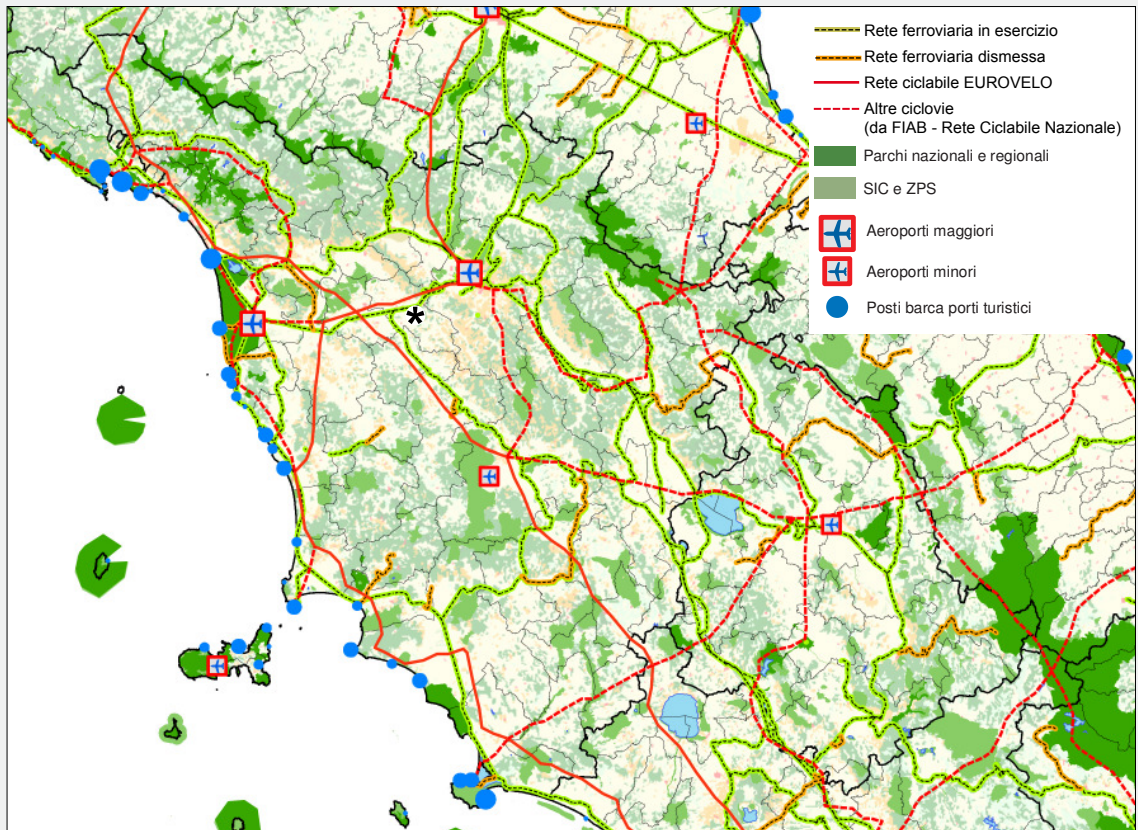 Rete ferroviaria in esercizio
Rete ferroviaria dismessa
Rete ciclabile EUROVELO
Altre ciclovie
(da FIAB - Rete Ciclabile Nazionale)
Parchi nazionali e regionali
SIC e ZPS
Aeroporti maggiori
Aeroporti minori
Posti barca porti turistici
*